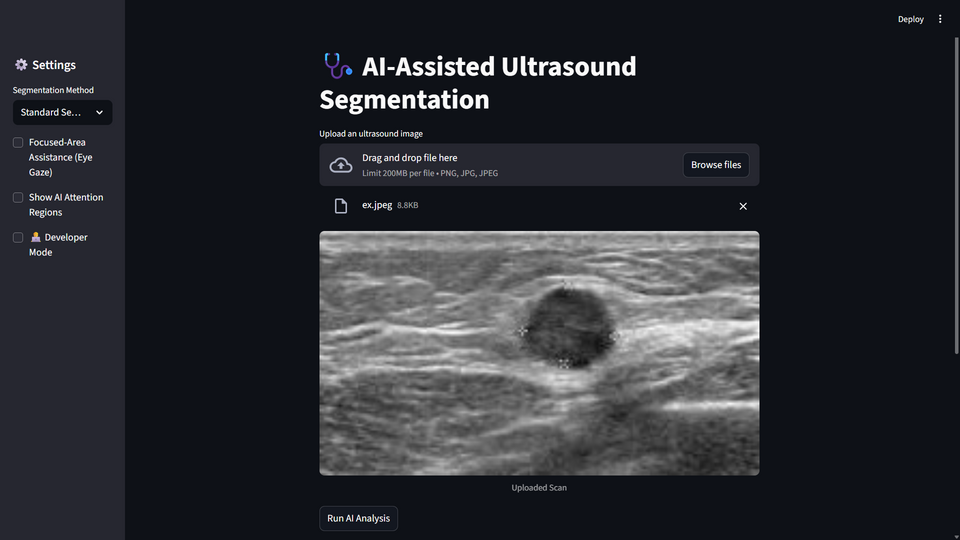 Deploy
Settings
Segmentation Method
Standard Se...
Focused-Area
Assistance (Eye
Gaze)
Show AI Attention
Regions
Developer
Mode
AI-Assisted Ultrasound
Segmentation
Upload an ultrasound image
Drag and drop file here
Limit 200MB per file • PNG, JPG, JPEG
Browse files
ex.jpeg 8.8KB
Uploaded Scan
Run AI Analysis